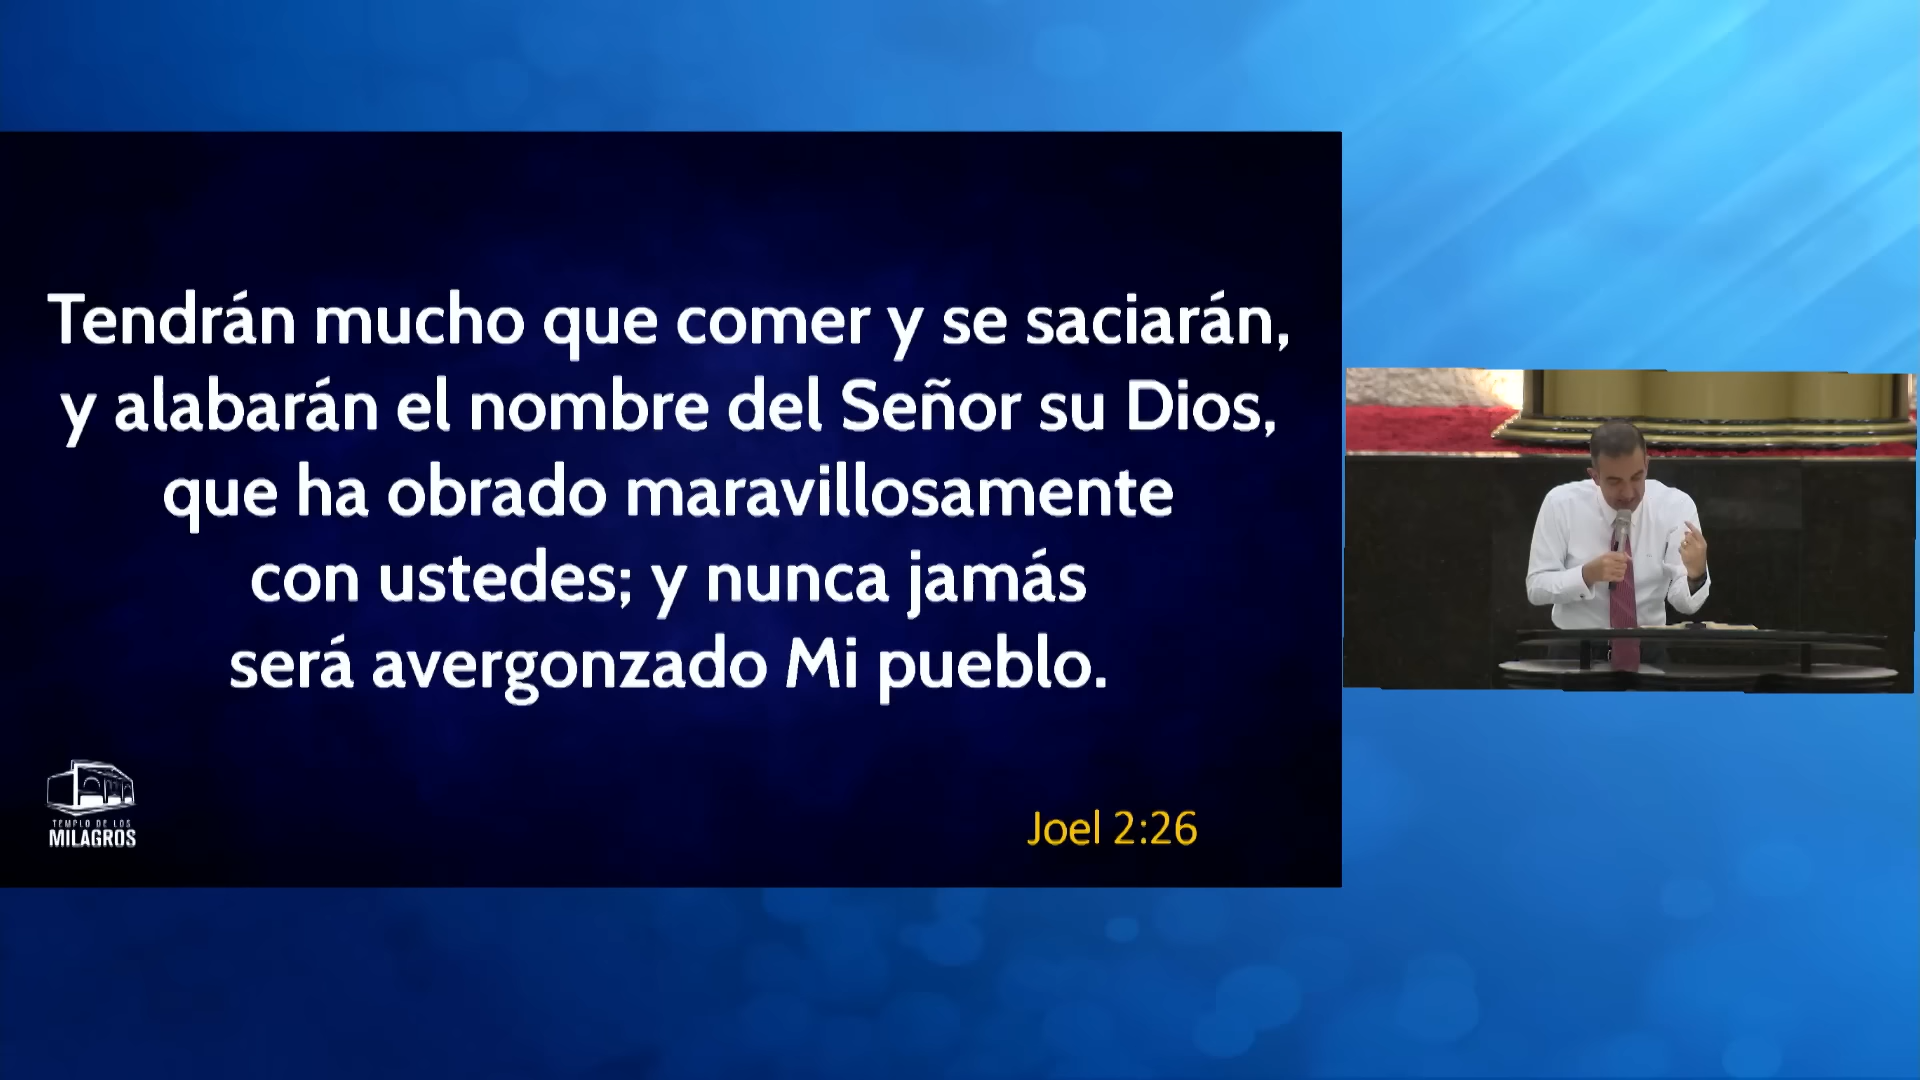 Tendrán mucho que comer y se saciarán,
y alabarán el nombre del Señor su Dios,
que ha obrado maravillosamente
con ustedes; y nunca jamás
será avergonzado Mi pueblo.
TEMPLO DE LOS
MILAGROS
Joel 2:26